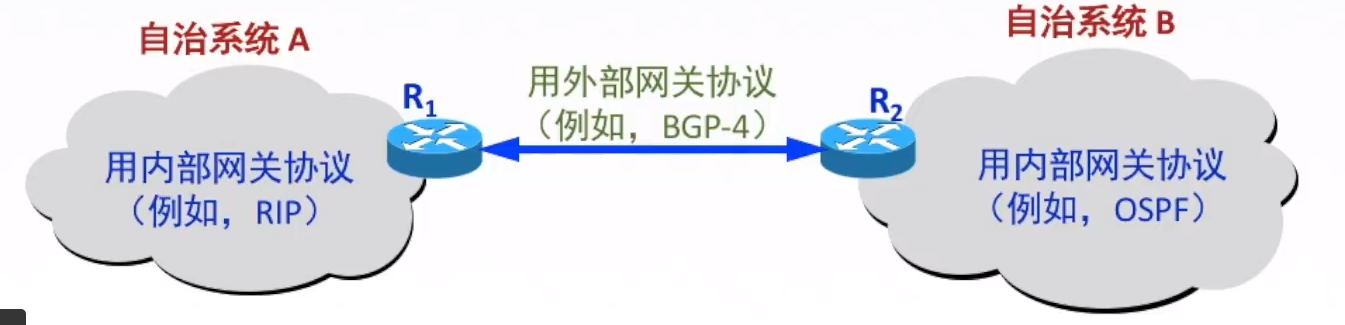 自治系统 A
用内部网关协议
（例如，RIP）
R1
用外部网关协议
（例如，BGP-4）
自治系统 B
R2
用内部网关协议
（例如，OSPF）